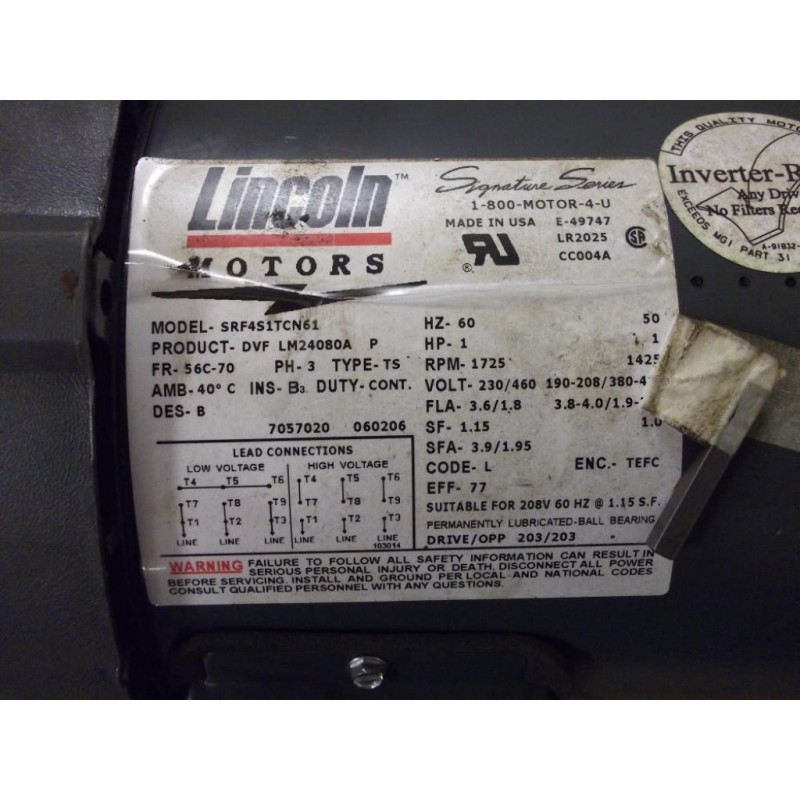 Lincoln™
MOTORS
Signature Series
1-800-MOTOR-4-U
MADE IN USA E-49747
LR2025
CC004A
MODEL- SRF4S1TCN61
PRODUCT- DVF LM24080A P
FR- 56C-70 PH- 3 TYPE- TS
AMB- 40° C INS- B3 DUTY- CONT.
DES- B
7057020 060206
HZ- 60 50
HP- 1 1
RPM- 1725 1425
VOLT- 230/460 190-208/380-4
FLA- 3.6/1.8 3.8-4.0/1.9-
SF- 1.15 1.0
SFA- 3.9/1.95
CODE- L ENC.- TEFC
EFF- 77
SUITABLE FOR 208V 60 HZ @ 1.15 S.F.
PERMANENTLY LUBRICATED-BALL BEARING
DRIVE/OPP 203/203
LEAD CONNECTIONS
LOW VOLTAGE HIGH VOLTAGE
T4 T5 T6 T4 T5 T6
T7 T8 T9 T7 T8 T9
T1 T2 T3 T1 T2 T3
LINE LINE LINE LINE LINE LINE
103014
WARNING FAILURE TO FOLLOW ALL SAFETY INFORMATION CAN RESULT IN
SERIOUS PERSONAL INJURY OR DEATH. DISCONNECT ALL POWER
BEFORE SERVICING. INSTALL AND GROUND PER LOCAL AND NATIONAL CODES
CONSULT QUALIFIED PERSONNEL WITH ANY QUESTIONS.
THIS QUALITY MOTO
Inverter-R
Any Driv
No Filters Req
EXCEEDS MG1 PART 31
A-91832-